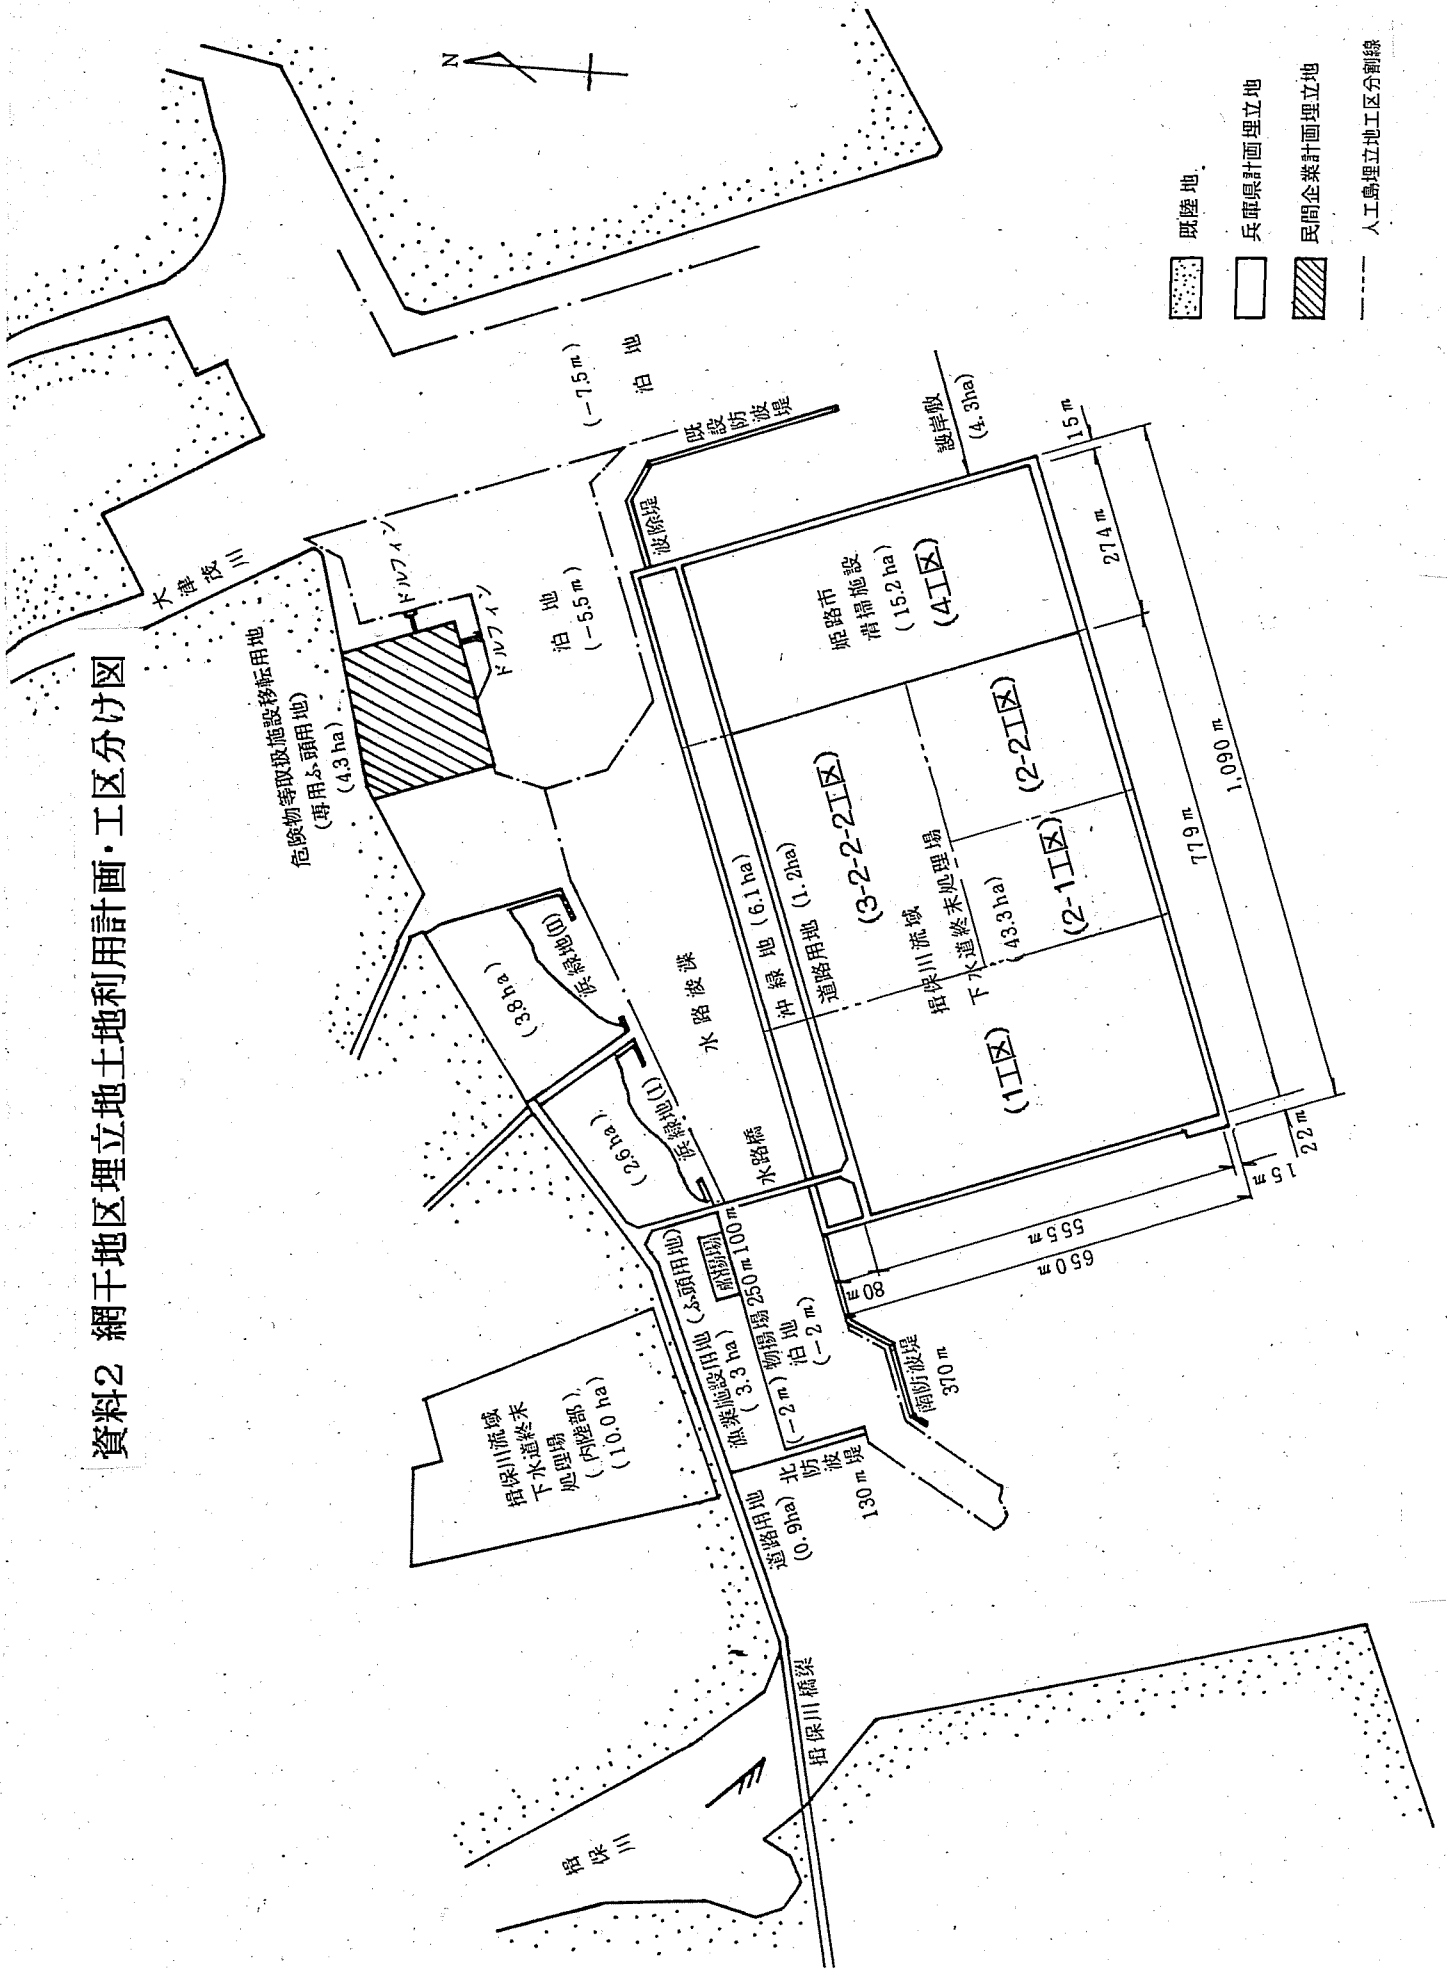 資料2 網干地区埋立地土地利用計画・工区分け図
N
大津茂川
危険物等取扱施設移転用地
(専用ふ頭用地)
(4.3ha)
ドルフィン
ドルフィン
泊地
(−5.5m)
(−7.5m)
泊地
既設防波堤
波除堤
護岸敷
(4.3ha)
15m
274m
779m
1,090m
22m
15m
555m
650m
80m
姫路市
清掃施設
(15.2ha)
(4工区)
(3-2-2-2工区)
(2-2工区)
(2-1工区)
(1工区)
揖保川流域
下水道終末処理場
(43.3ha)
沖緑地 (6.1ha)
道路用地 (1.2ha)
水路浚渫
水路橋
(3.8ha)
浜緑地(II)
(2.6ha)
浜緑地(I)
揖保川流域
下水道終末
処理場
(内陸部)
(10.0ha)
漁業施設用地 (ふ頭用地)
(3.3ha)
船揚場
100m
物揚場250m
(−2m)
泊地
(−2m)
道路用地
(0.9ha)
北防波堤
130m
南防波堤
370m
揖保川橋梁
揖保川
既陸地
兵庫県計画埋立地
民間企業計画埋立地
人工島埋立地工区分割線